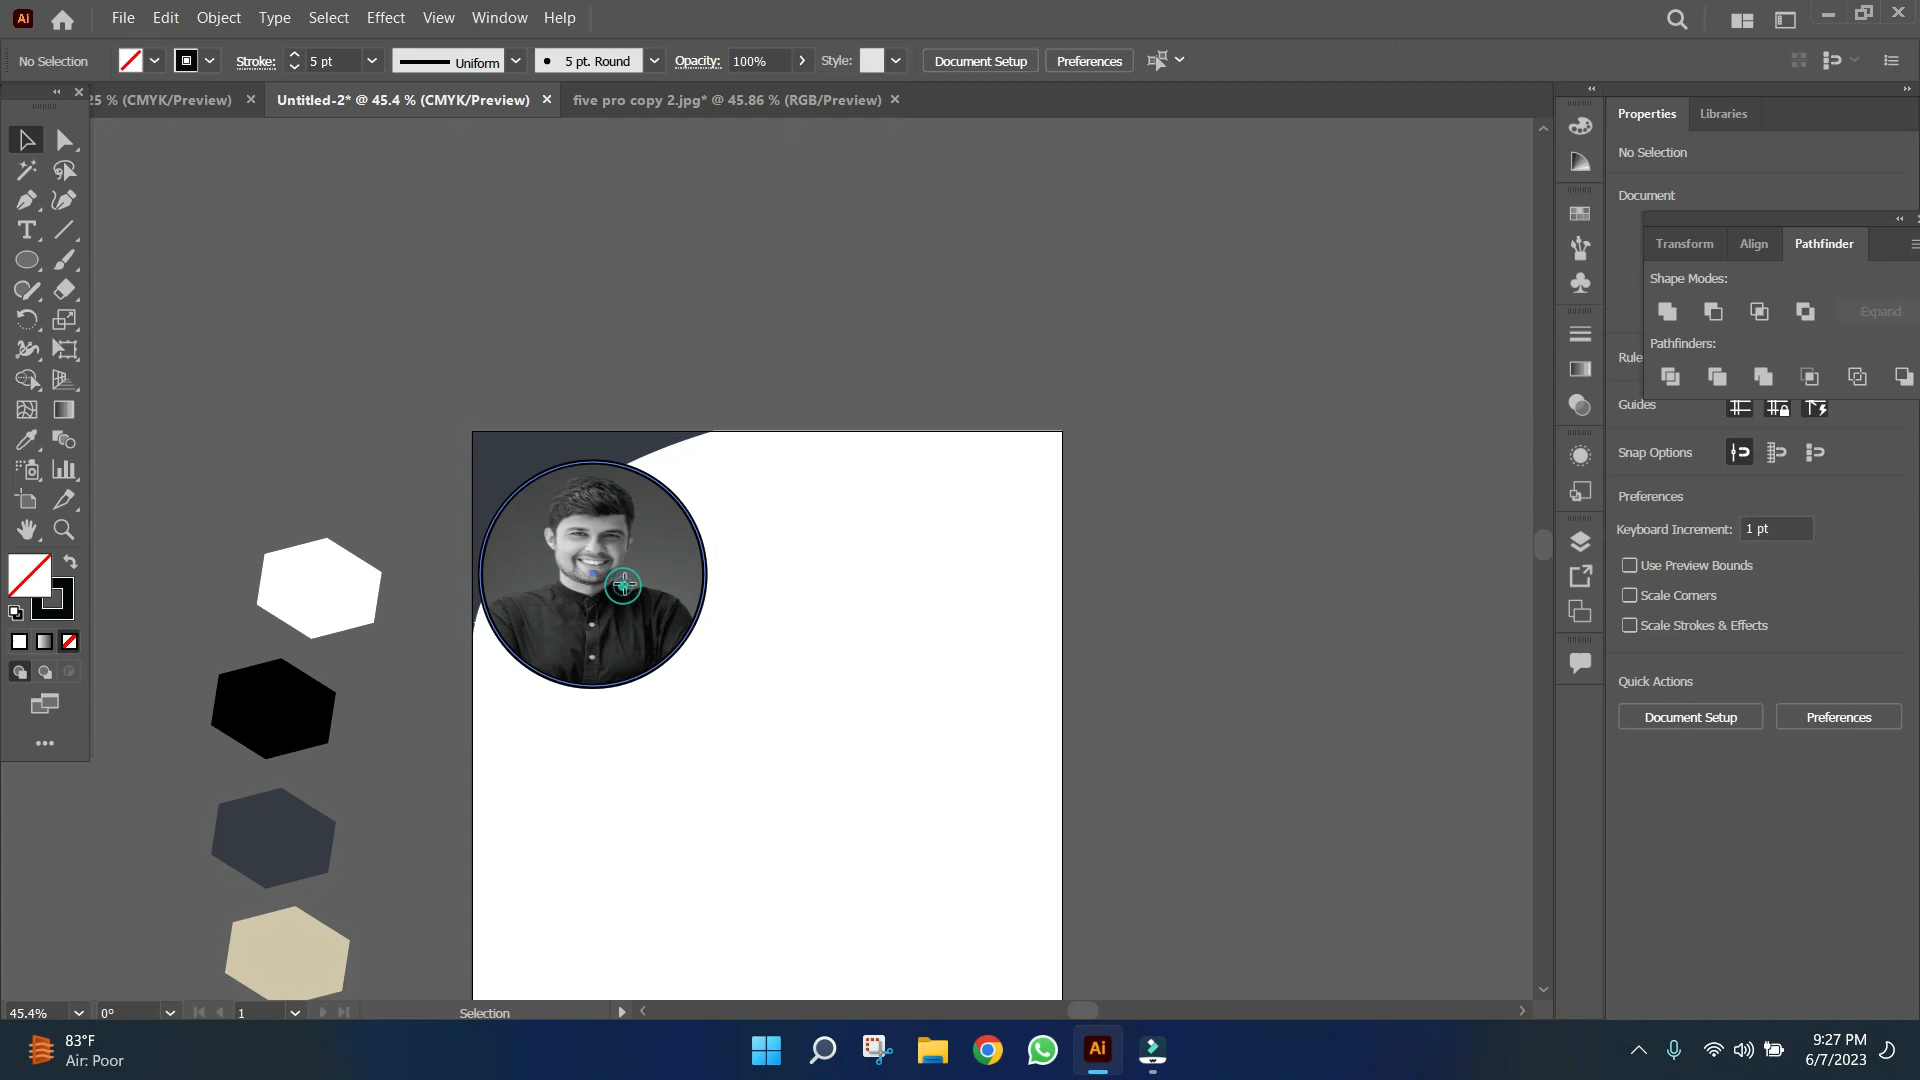 Ai File Edit Object Type Select Effect View Window Help
No Selection Stroke: 5 pt Uniform 5 pt. Round Opacity: 100% Style: Document Setup Preferences
25 % (CMYK/Preview) Untitled-2* @ 45.4 % (CMYK/Preview) five pro copy 2.jpg* @ 45.86 % (RGB/Preview)
Properties Libraries
No Selection
Document
Transform Align Pathfinder
Shape Modes:
Expand
Pathfinders:
Rule
Guides
Snap Options
Preferences
Keyboard Increment: 1 pt
Use Preview Bounds
Scale Corners
Scale Strokes & Effects
Quick Actions
Document Setup Preferences
45.4% 0° 1 Selection
83°F
Air: Poor
Ai
9:27 PM
6/7/2023